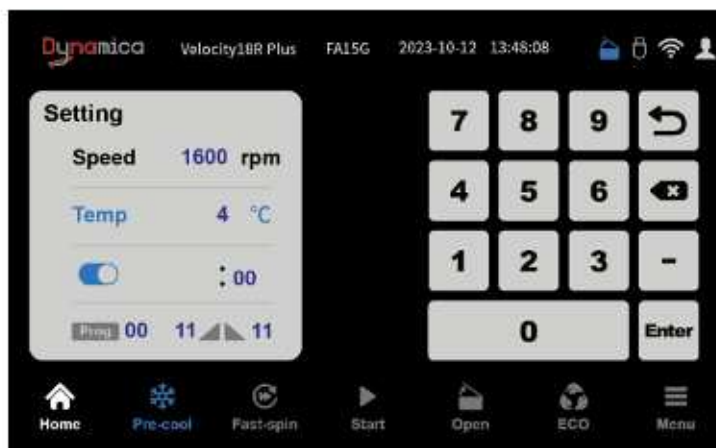 Dynamica Velocity18R Plus FA15G 2023-10-12 13:48:08
Setting
Speed 1600 rpm
Temp 4 °C
: 00
Prog 00 11 11
7 8 9
4 5 6
1 2 3 -
0 Enter
Home Pre-cool Fast-spin Start Open ECO Menu